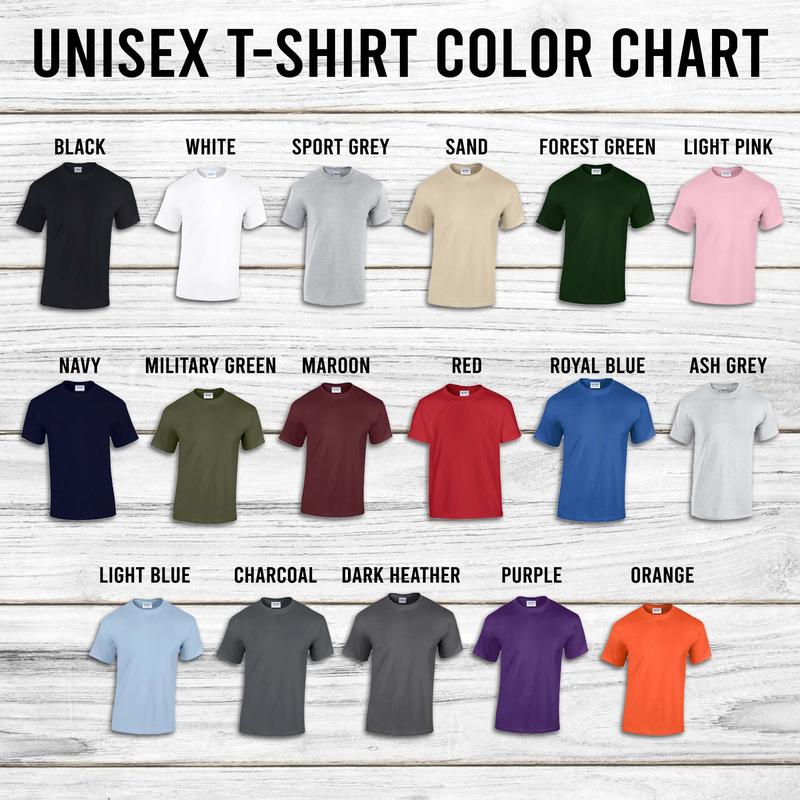 UNISEX T-SHIRT COLOR CHART
BLACK WHITE SPORT GREY SAND FOREST GREEN LIGHT PINK
NAVY MILITARY GREEN MAROON RED ROYAL BLUE ASH GREY
LIGHT BLUE CHARCOAL DARK HEATHER PURPLE ORANGE